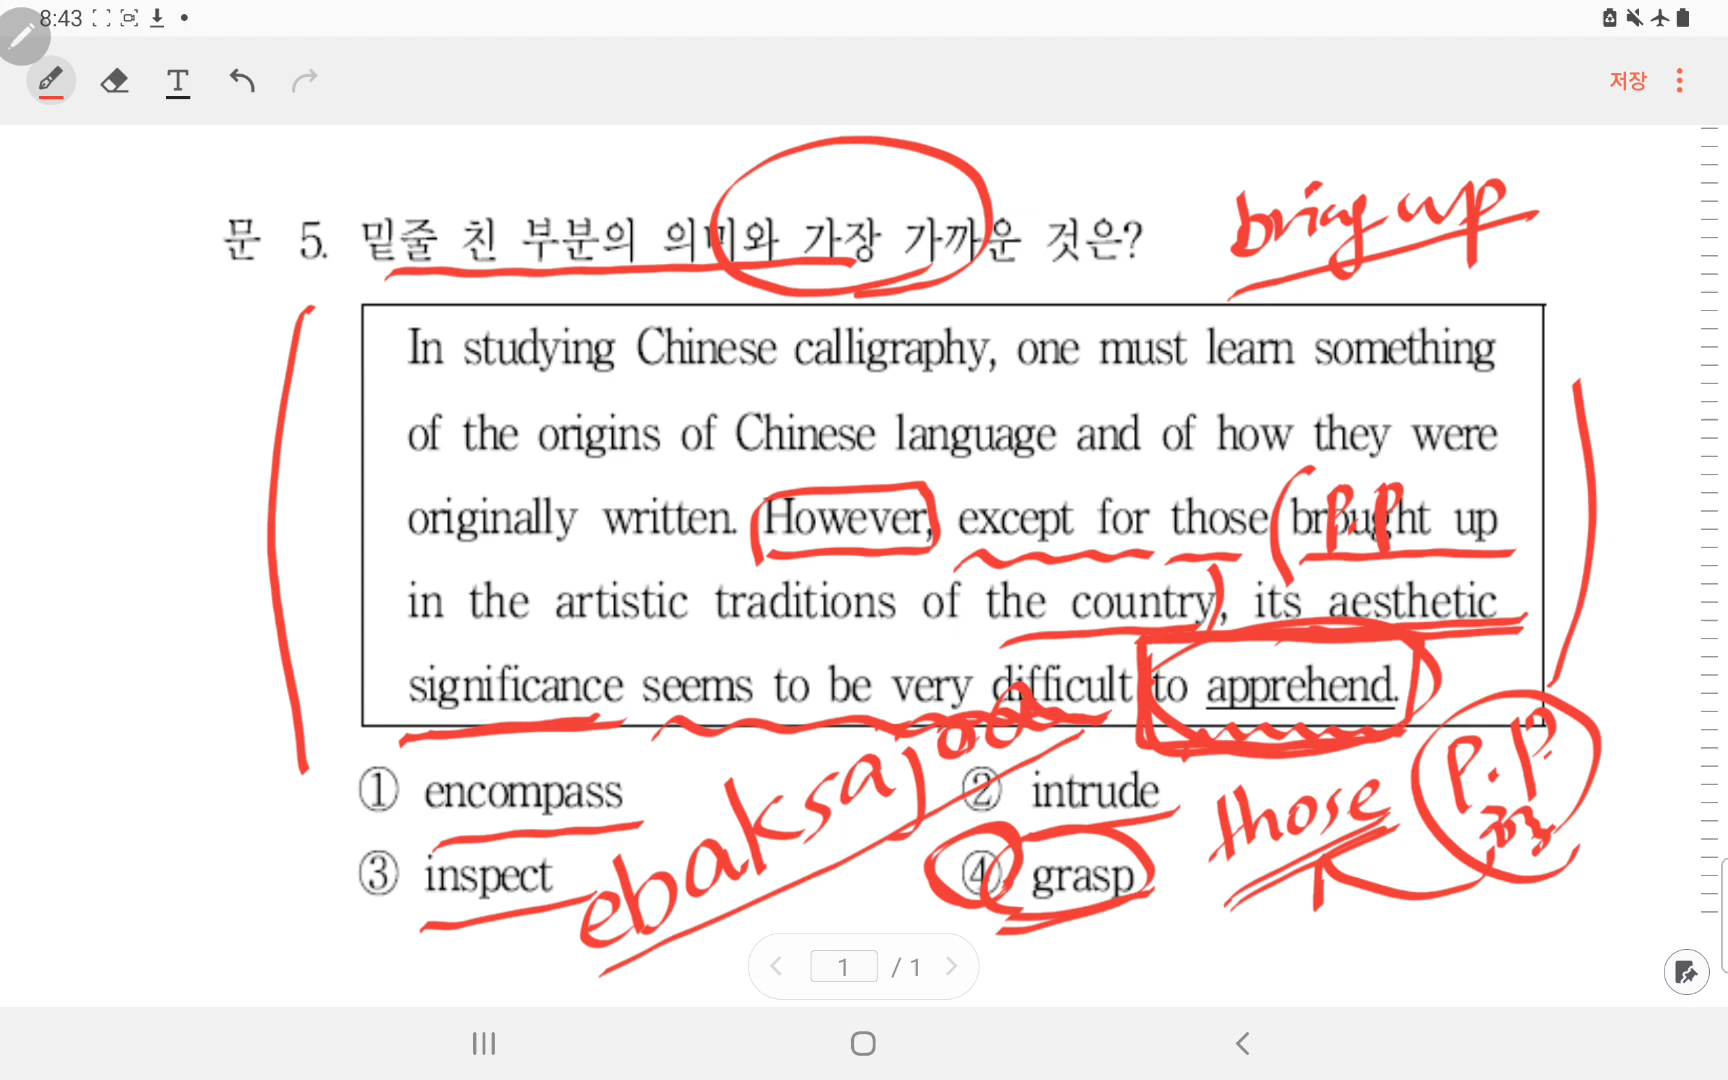 8:43
저장
문 5. 밑줄 친 부분의 의미와 가장 가까운 것은?
bring up
In studying Chinese calligraphy, one must learn something
of the origins of Chinese language and of how they were
originally written. However, except for those brought up
P.P
in the artistic traditions of the country, its aesthetic
significance seems to be very difficult to apprehend.
① encompass
② intrude
③ inspect
④ grasp
ebaksajood
those
P.P
1 / 1